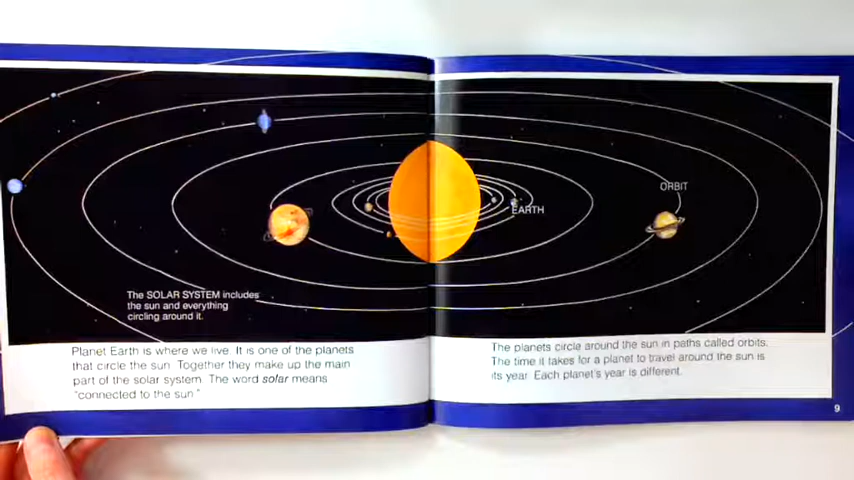 ORBIT
EARTH
The SOLAR SYSTEM includes
the sun and everything
circling around it.
Planet Earth is where we live. It is one of the planets
that circle the sun. Together they make up the main
part of the solar system. The word solar means
“connected to the sun.”
The planets circle around the sun in paths called orbits.
The time it takes for a planet to travel around the sun is
its year. Each planet's year is different.
9